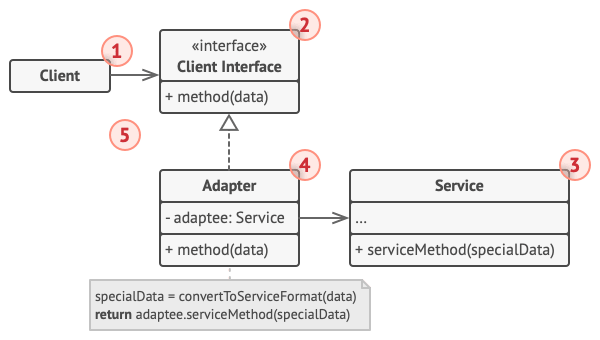 1
2
«interface»
Client
Client Interface
+ method(data)
5
4
3
Adapter
Service
- adaptee: Service
...
+ method(data)
+ serviceMethod(specialData)
specialData = convertToServiceFormat(data)
return adaptee.serviceMethod(specialData)